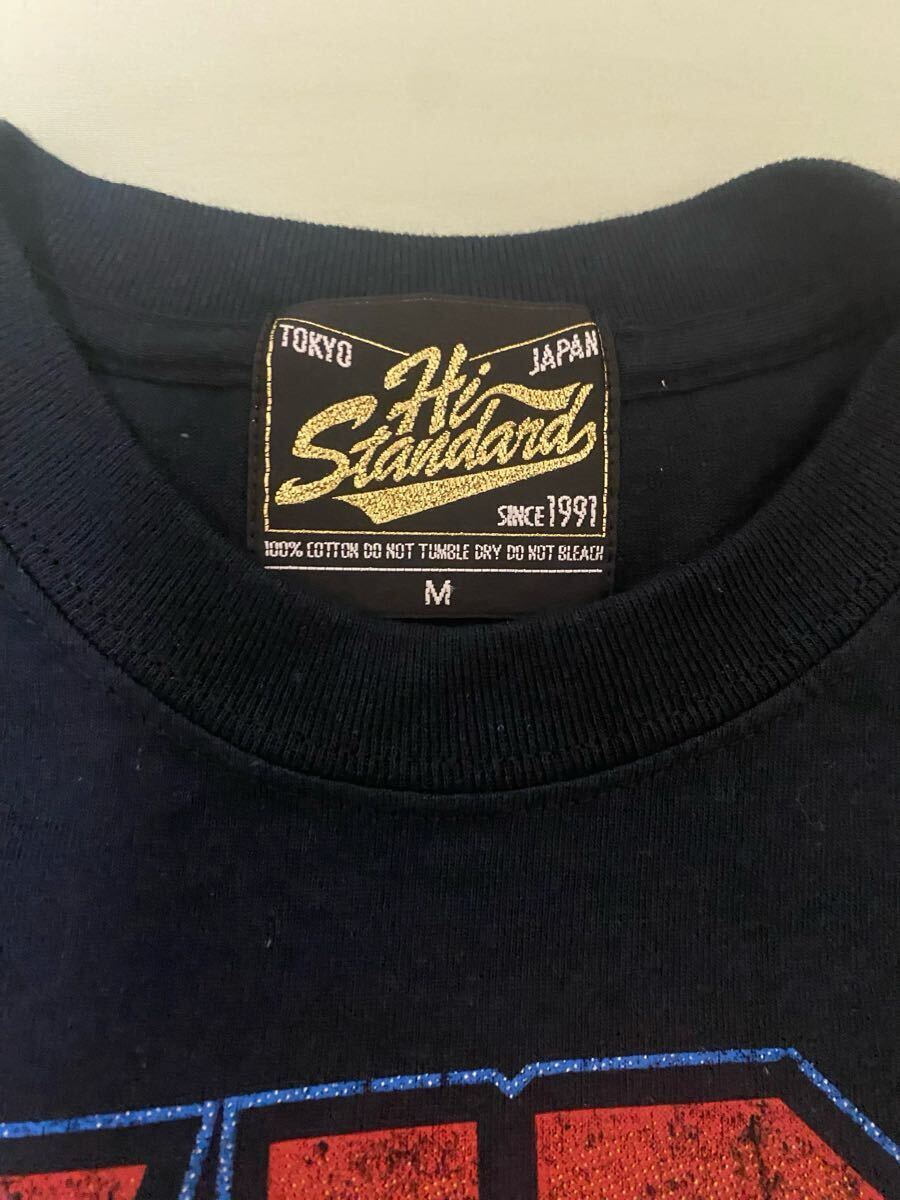 TOKYO
JAPAN
Hi
Standard
SINCE 1991
100% COTTON DO NOT TUMBLE DRY DO NOT BLEACH
M